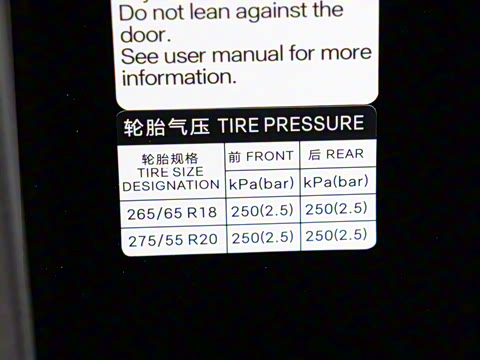 Do not lean against the
door.
See user manual for more
information.
轮胎气压 TIRE PRESSURE
轮胎规格
TIRE SIZE
DESIGNATION
前 FRONT
后 REAR
kPa(bar)
kPa(bar)
265/65 R18
250(2.5)
250(2.5)
275/55 R20
250(2.5)
250(2.5)